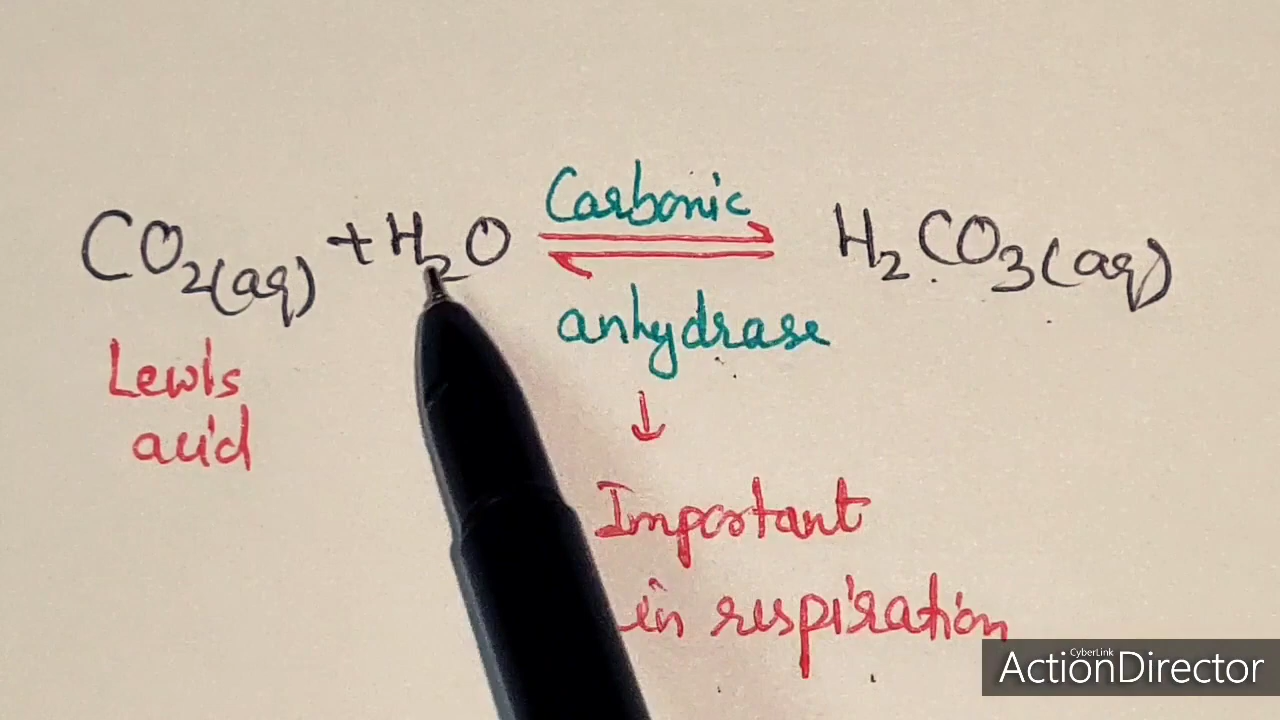 Carbonic
CO₂(aq) + H₂O ⇌ H₂CO₃(aq)
anhydrase
Lewis
acid
↓
Important
in respiration
CyberLink
ActionDirector